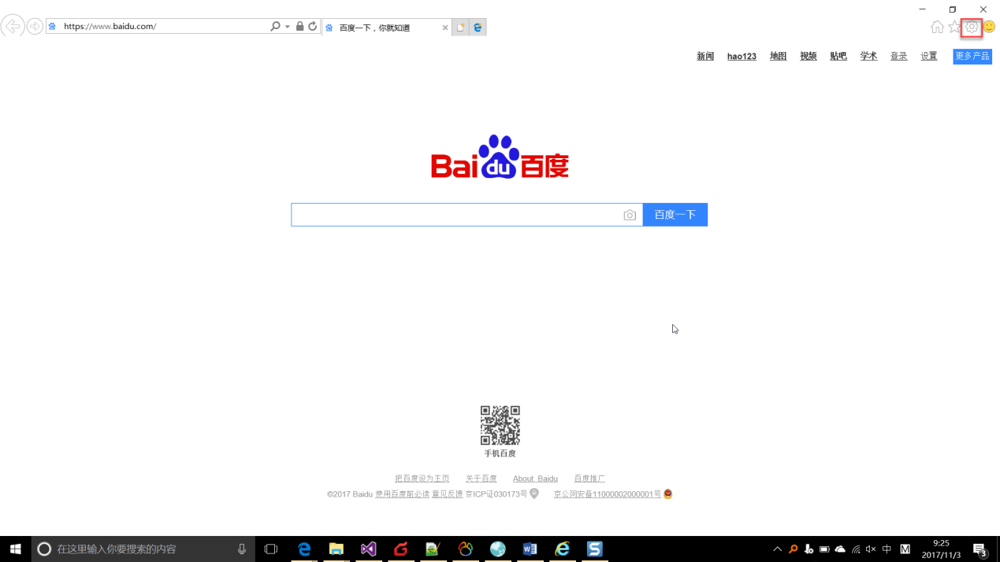 https://www.baidu.com/
百度一下，你就知道
新闻 hao123 地图 视频 贴吧 学术 登录 设置 更多产品
Bai du 百度
百度一下
手机百度
把百度设为主页 关于百度 About Baidu 百度推广
©2017 Baidu 使用百度前必读 意见反馈 京ICP证030173号 京公网安备11000002000001号
在这里输入你要搜索的内容
中 M 9:25
2017/11/3 3